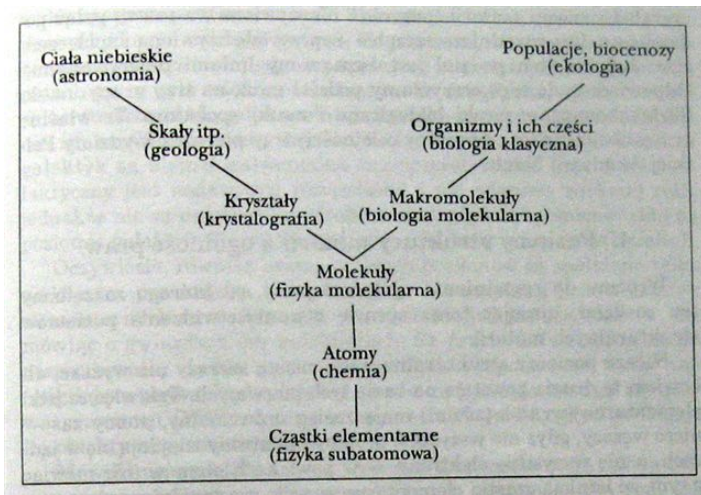 Ciała niebieskie
(astronomia)
Populacje, biocenozy
(ekologia)
Skały itp.
(geologia)
Organizmy i ich części
(biologia klasyczna)
Kryształy
(krystalografia)
Makromolekuły
(biologia molekularna)
Molekuły
(fizyka molekularna)
Atomy
(chemia)
Cząstki elementarne
(fizyka subatomowa)